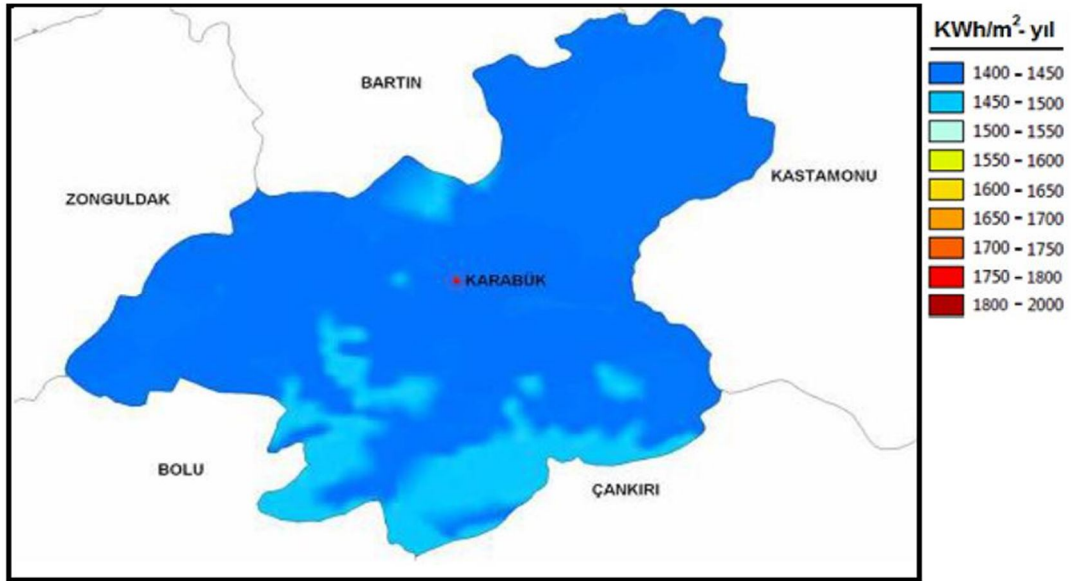 BARTIN
KASTAMONU
ZONGULDAK
KARABÜK
BOLU
ÇANKIRI
KWh/m²- yıl
1400 - 1450
1450 - 1500
1500 - 1550
1550 - 1600
1600 - 1650
1650 - 1700
1700 - 1750
1750 - 1800
1800 - 2000